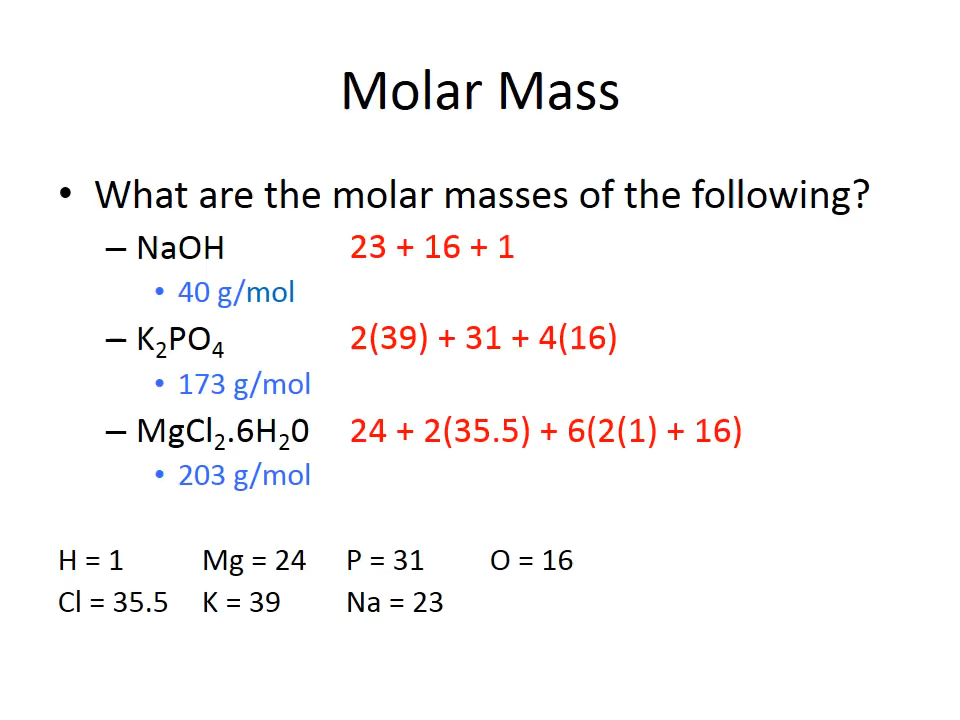 Molar Mass
• What are the molar masses of the following?
– NaOH 23 + 16 + 1
• 40 g/mol
– K₂PO₄ 2(39) + 31 + 4(16)
• 173 g/mol
– MgCl₂.6H₂0 24 + 2(35.5) + 6(2(1) + 16)
• 203 g/mol
H = 1 Mg = 24 P = 31 O = 16
Cl = 35.5 K = 39 Na = 23